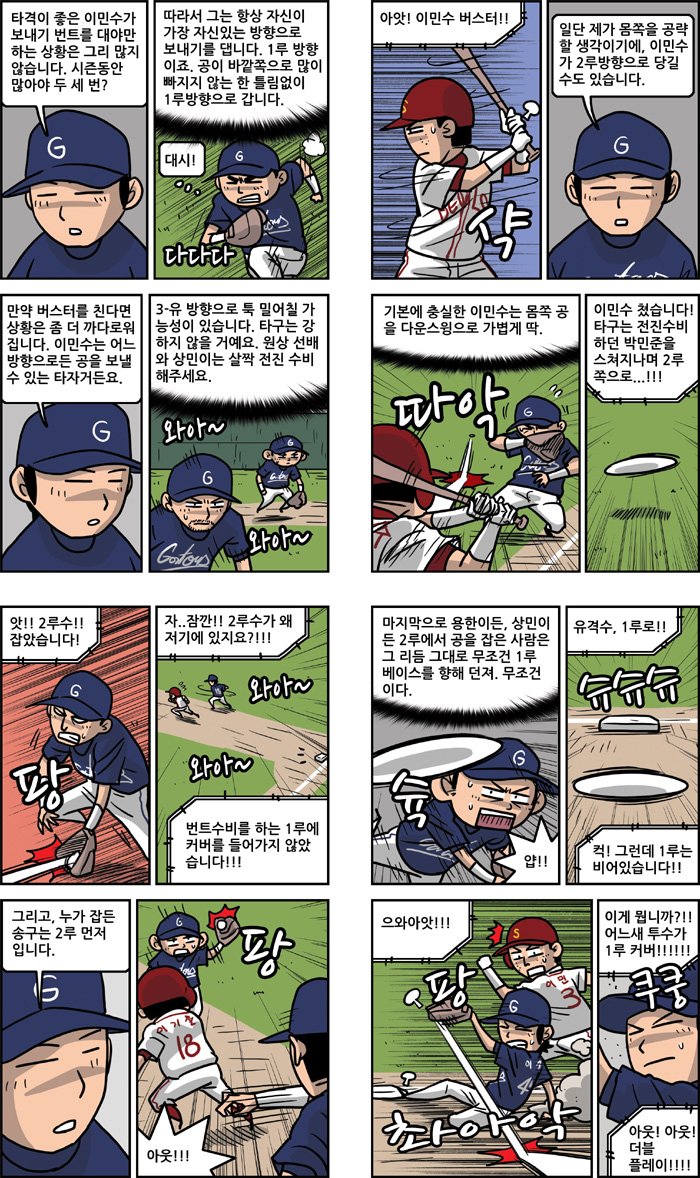 타격이 좋은 이민수가
보내기 번트를 대야만
하는 상황은 그리 많지
않습니다. 시즌동안
많아야 두 세 번?
G
따라서 그는 항상 자신이
가장 자신있는 방향으로
보내기를 댑니다. 1루 방향
이죠. 공이 바깥쪽으로 많이
빠지지 않는 한 틀림없이
1루방향으로 갑니다.
대시!
G
다다다
만약 버스터를 친다면
상황은 좀 더 까다로워
집니다. 이민수는 어느
방향으로든 공을 보낼
수 있는 타자거든요.
G
3-유 방향으로 툭 밀어칠 가
능성이 있습니다. 타구는 강
하지 않을 거예요. 원상 선배
와 상민이는 살짝 전진 수비
해주세요.
와아~
G
G
와아~
아앗! 이민수 버스터!!
S
샥
일단 제가 몸쪽을 공략
할 생각이기에, 이민수
가 2루방향으로 당길
수도 있습니다.
G
기본에 충실한 이민수는 몸쪽 공
을 다운스윙으로 가볍게 딱.
따악
G
이민수 쳤습니다!
타구는 전진수비
하던 박민준을
스쳐지나며 2루
쪽으로...!!!
앗!! 2루수!!
잡았습니다!
G
팡
자..잠깐!! 2루수가 왜
저기에 있지요?!!!
와아~
와아~
번트수비를 하는 1루에
커버를 들어가지 않았
습니다!!!
그리고, 누가 잡든
송구는 2루 먼저
입니다.
G
G
팡
18
아웃!!!
마지막으로 용한이든, 상민이
든 2루에서 공을 잡은 사람은
그 리듬 그대로 무조건 1루
베이스를 향해 던져. 무조건
이다.
G
슉
얍!!
유격수, 1루로!!
슈슈슉
컥! 그런데 1루는
비어있습니다!!
으와아앗!!!
S
팡
G
3
촤아악
이게 뭡니까?!!
어느새 투수가
1루 커버!!!!!!
쿠궁
아웃! 아웃!
더블
플레이!!!!